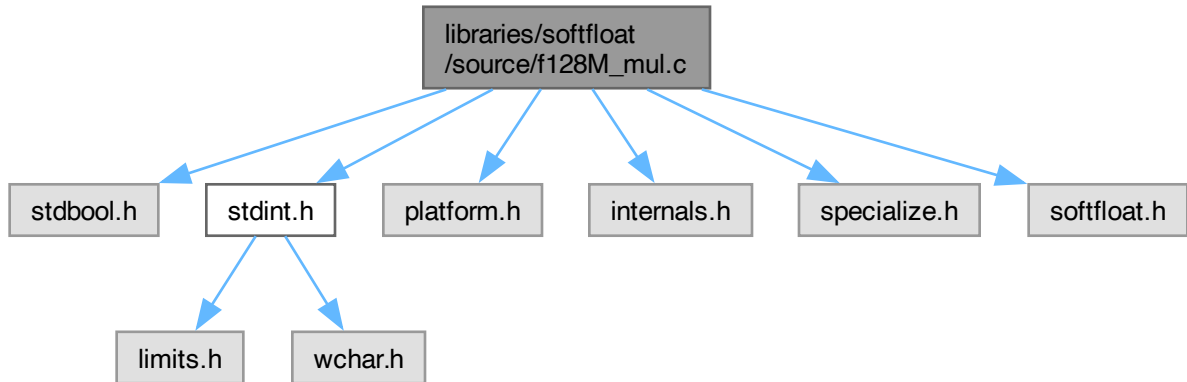 libraries/softfloat
/source/f128M_mul.c
stdbool.h
stdint.h
platform.h
internals.h
specialize.h
softfloat.h
limits.h
wchar.h